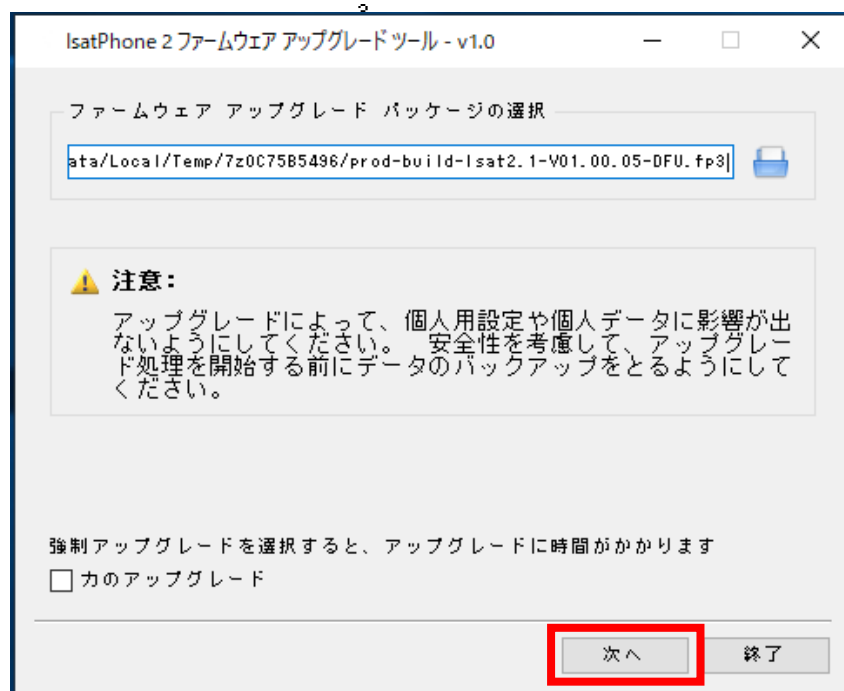 IsatPhone 2 ファームウェア アップグレード ツール - v1.0
ファームウェア アップグレード パッケージの選択
ata/Local/Temp/7z0C75B5496/prod-build-Isat2.1-V01.00.05-DFU.fp3
注意:
アップグレードによって、個人用設定や個人データに影響が出
ないようにしてください。 安全性を考慮して、アップグレー
ド処理を開始する前にデータのバックアップをとるようにして
ください。
強制アップグレードを選択すると、アップグレードに時間がかかります
力のアップグレード
次へ 終了